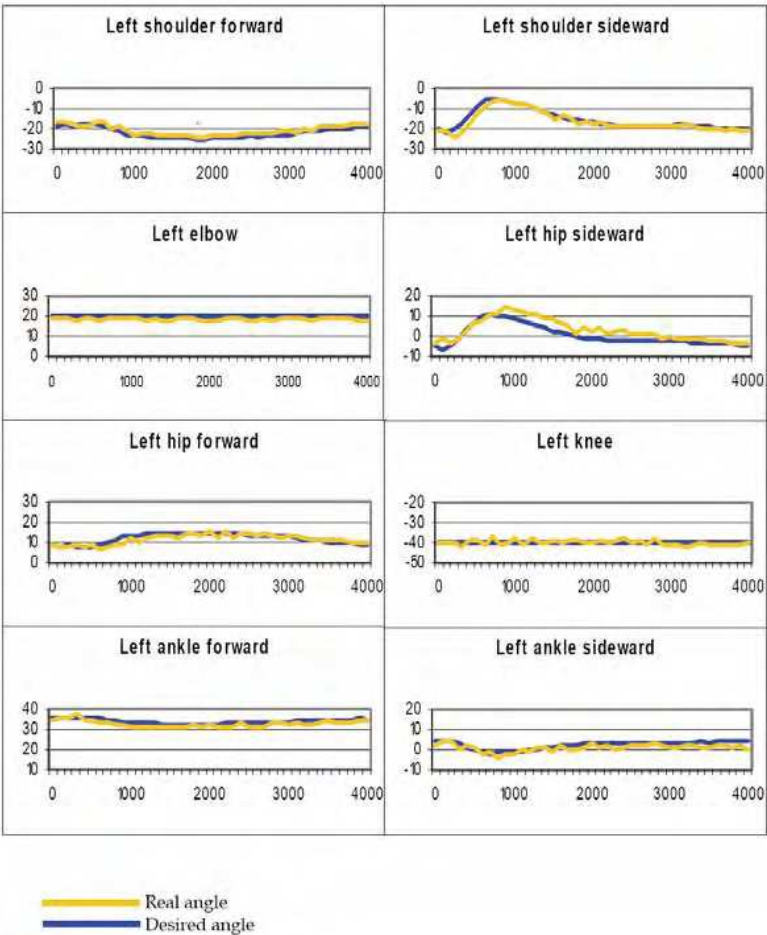 Left shoulder forward
0
-10
-20
-30
0 1000 2000 3000 4000
Left shoulder sideward
0
-10
-20
-30
0 1000 2000 3000 4000
Left elbow
30
20
10
0
0 1000 2000 3000 4000
Left hip sideward
20
10
0
-10
0 1000 2000 3000 4000
Left hip forward
30
20
10
0
0 1000 2000 3000 4000
Left knee
-20
-30
-40
-50
0 1000 2000 3000 4000
Left ankle forward
40
30
20
10
0 1000 2000 3000 4000
Left ankle sideward
20
10
0
-10
0 1000 2000 3000 4000
Real angle
Desired angle